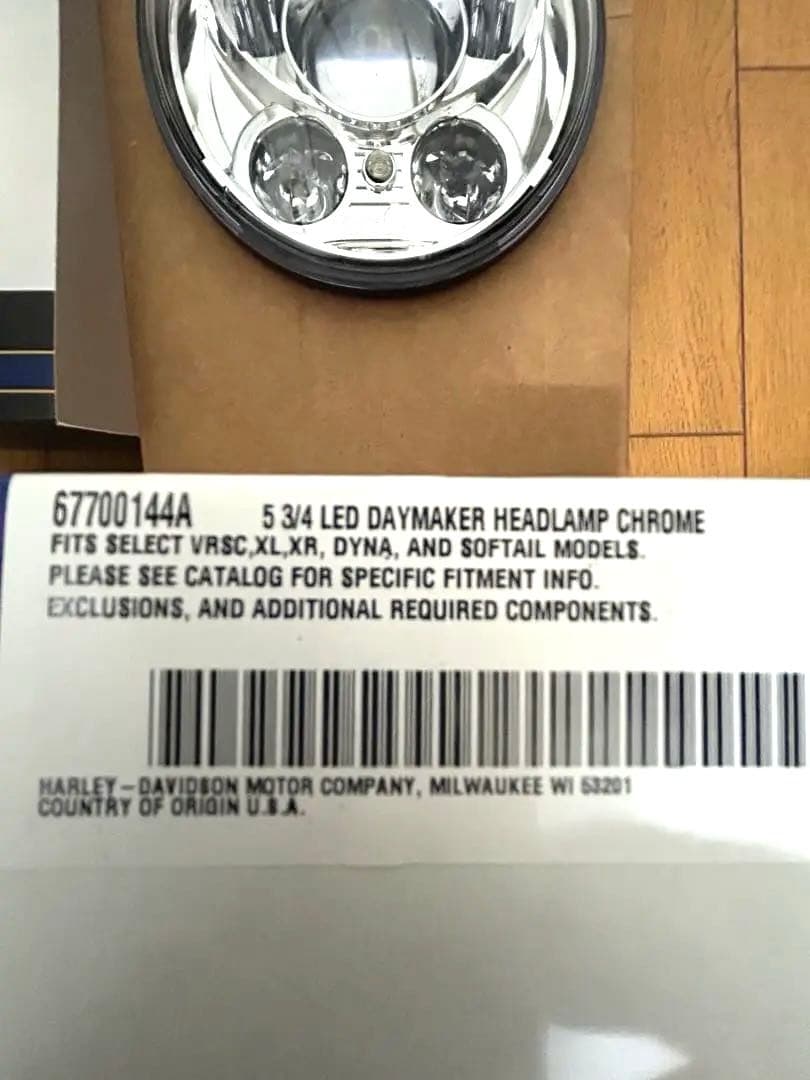 67700144A 5 3/4 LED DAYMAKER HEADLAMP CHROME
FITS SELECT VRSC,XL,XR, DYNA, AND SOFTAIL MODELS.
PLEASE SEE CATALOG FOR SPECIFIC FITMENT INFO.
EXCLUSIONS, AND ADDITIONAL REQUIRED COMPONENTS.
HARLEY-DAVIDSON MOTOR COMPANY, MILWAUKEE WI 53201
COUNTRY OF ORIGIN U.S.A.